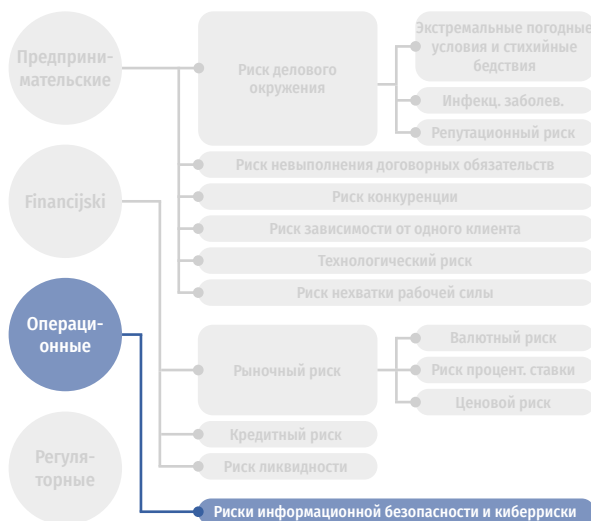 Предприни-
мательские
Риск делового
окружения
Экстремальные погодные
условия и стихийные
бедствия
Инфекц. заболев.
Репутационный риск
Риск невыполнения договорных обязательств
Риск конкуренции
Риск зависимости от одного клиента
Технологический риск
Риск нехватки рабочей силы
Financijski
Рыночный риск
Валютный риск
Риск процент. ставки
Ценовой риск
Кредитный риск
Риск ликвидности
Операци-
онные
Риски информационной безопасности и киберриски
Регуля-
торные